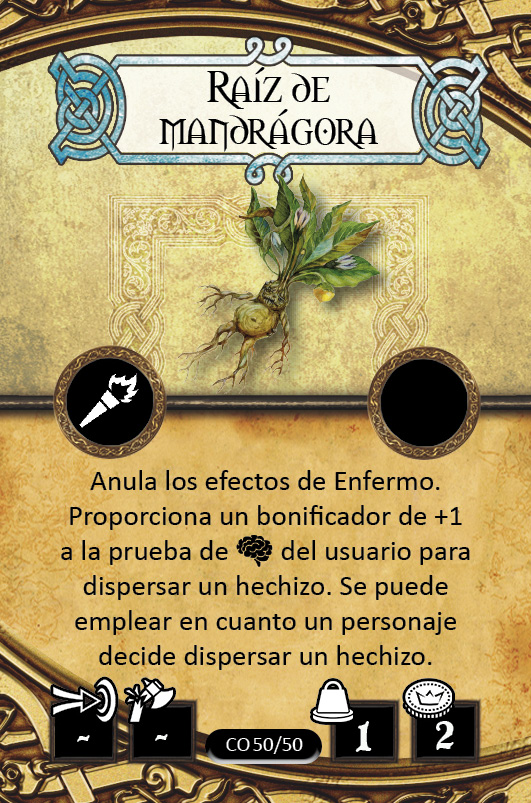 Raíz de
mandrágora
Anula los efectos de Enfermo.
Proporciona un bonificador de +1
a la prueba de del usuario para
dispersar un hechizo. Se puede
emplear en cuanto un personaje
decide dispersar un hechizo.
~ ~ CO 50/50 1 2